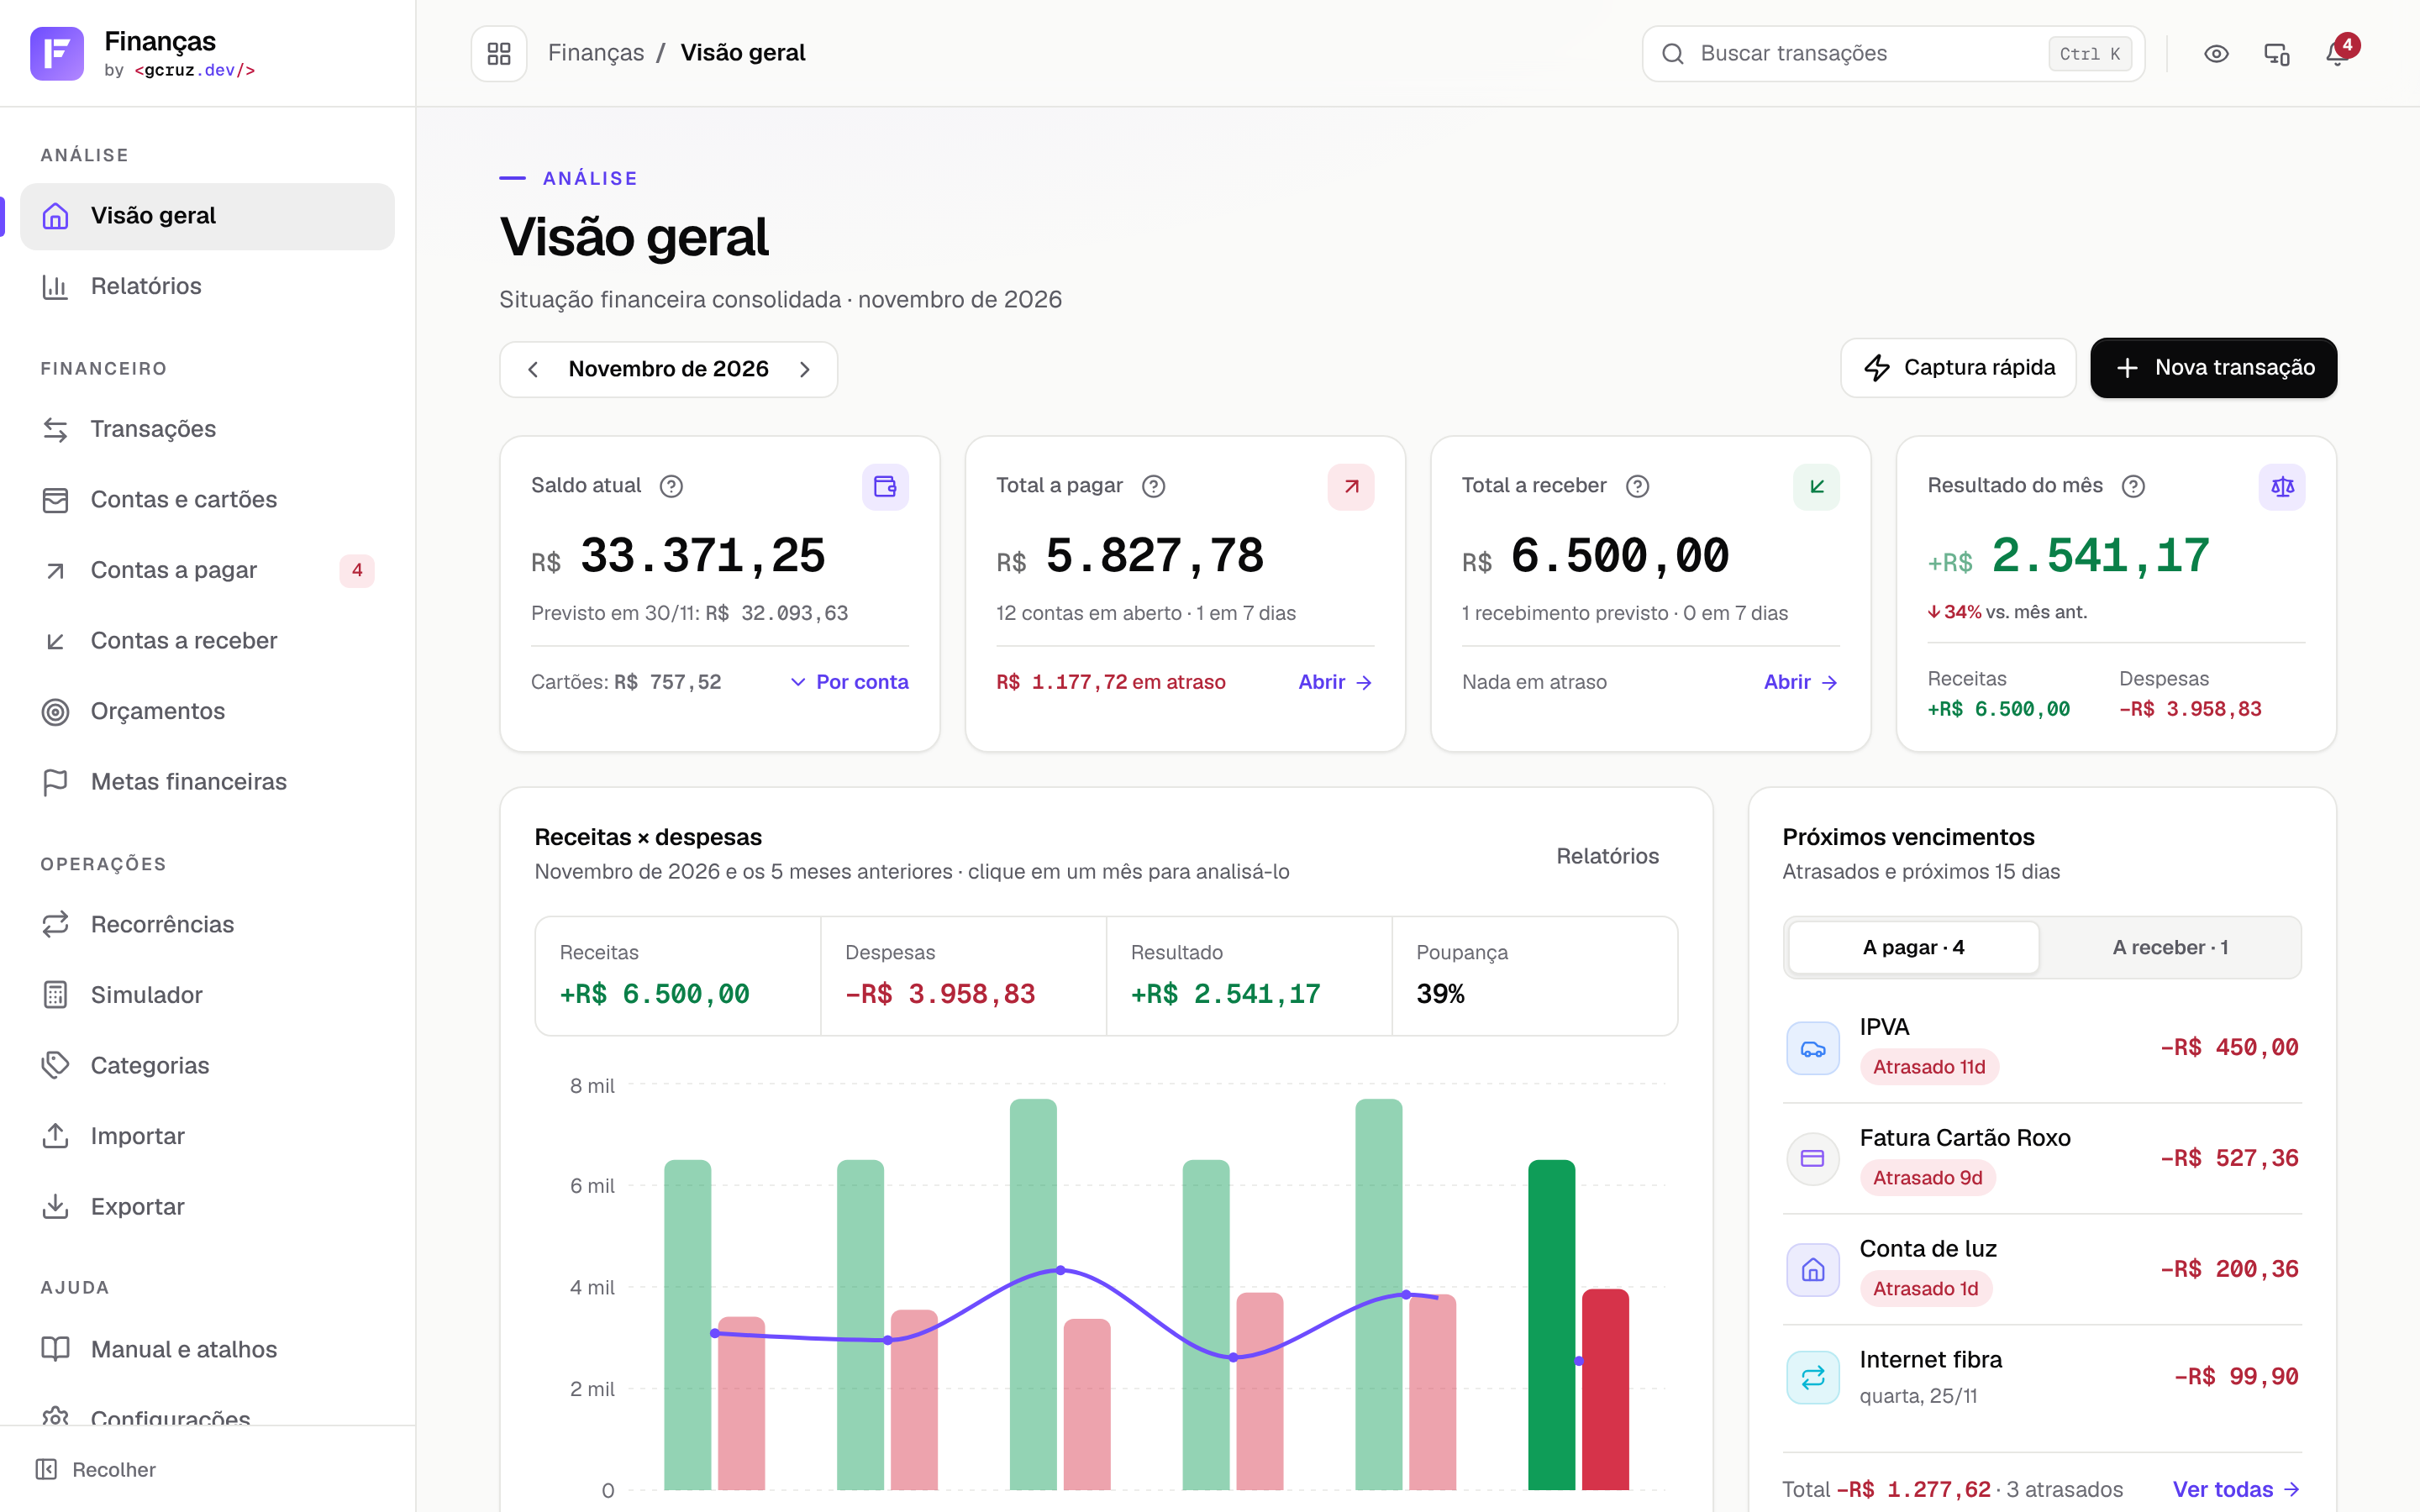 Finanças
by <gcruz.dev/>
ANÁLISE
Visão geral
Relatórios
FINANCEIRO
Transações
Contas e cartões
Contas a pagar 4
Contas a receber
Orçamentos
Metas financeiras
OPERAÇÕES
Recorrências
Simulador
Categorias
Importar
Exportar
AJUDA
Manual e atalhos
Configurações
Recolher
Finanças / Visão geral
Buscar transações Ctrl K
4
ANÁLISE
Visão geral
Situação financeira consolidada · novembro de 2026
Novembro de 2026
Captura rápida
Nova transação
Saldo atual
R$ 33.371,25
Previsto em 30/11: R$ 32.093,63
Cartões: R$ 757,52 Por conta
Total a pagar
R$ 5.827,78
12 contas em aberto · 1 em 7 dias
R$ 1.177,72 em atraso Abrir →
Total a receber
R$ 6.500,00
1 recebimento previsto · 0 em 7 dias
Nada em atraso Abrir →
Resultado do mês
+R$ 2.541,17
↓34% vs. mês ant.
Receitas Despesas
+R$ 6.500,00 −R$ 3.958,83
Receitas × despesas
Novembro de 2026 e os 5 meses anteriores · clique em um mês para analisá-lo
Relatórios
Receitas Despesas Resultado Poupança
+R$ 6.500,00 −R$ 3.958,83 +R$ 2.541,17 39%
8 mil
6 mil
4 mil
2 mil
0
Próximos vencimentos
Atrasados e próximos 15 dias
A pagar · 4 A receber · 1
IPVA
Atrasado 11d
−R$ 450,00
Fatura Cartão Roxo
Atrasado 9d
−R$ 527,36
Conta de luz
Atrasado 1d
−R$ 200,36
Internet fibra
quarta, 25/11
−R$ 99,90
Total −R$ 1.277,62 · 3 atrasados Ver todas →